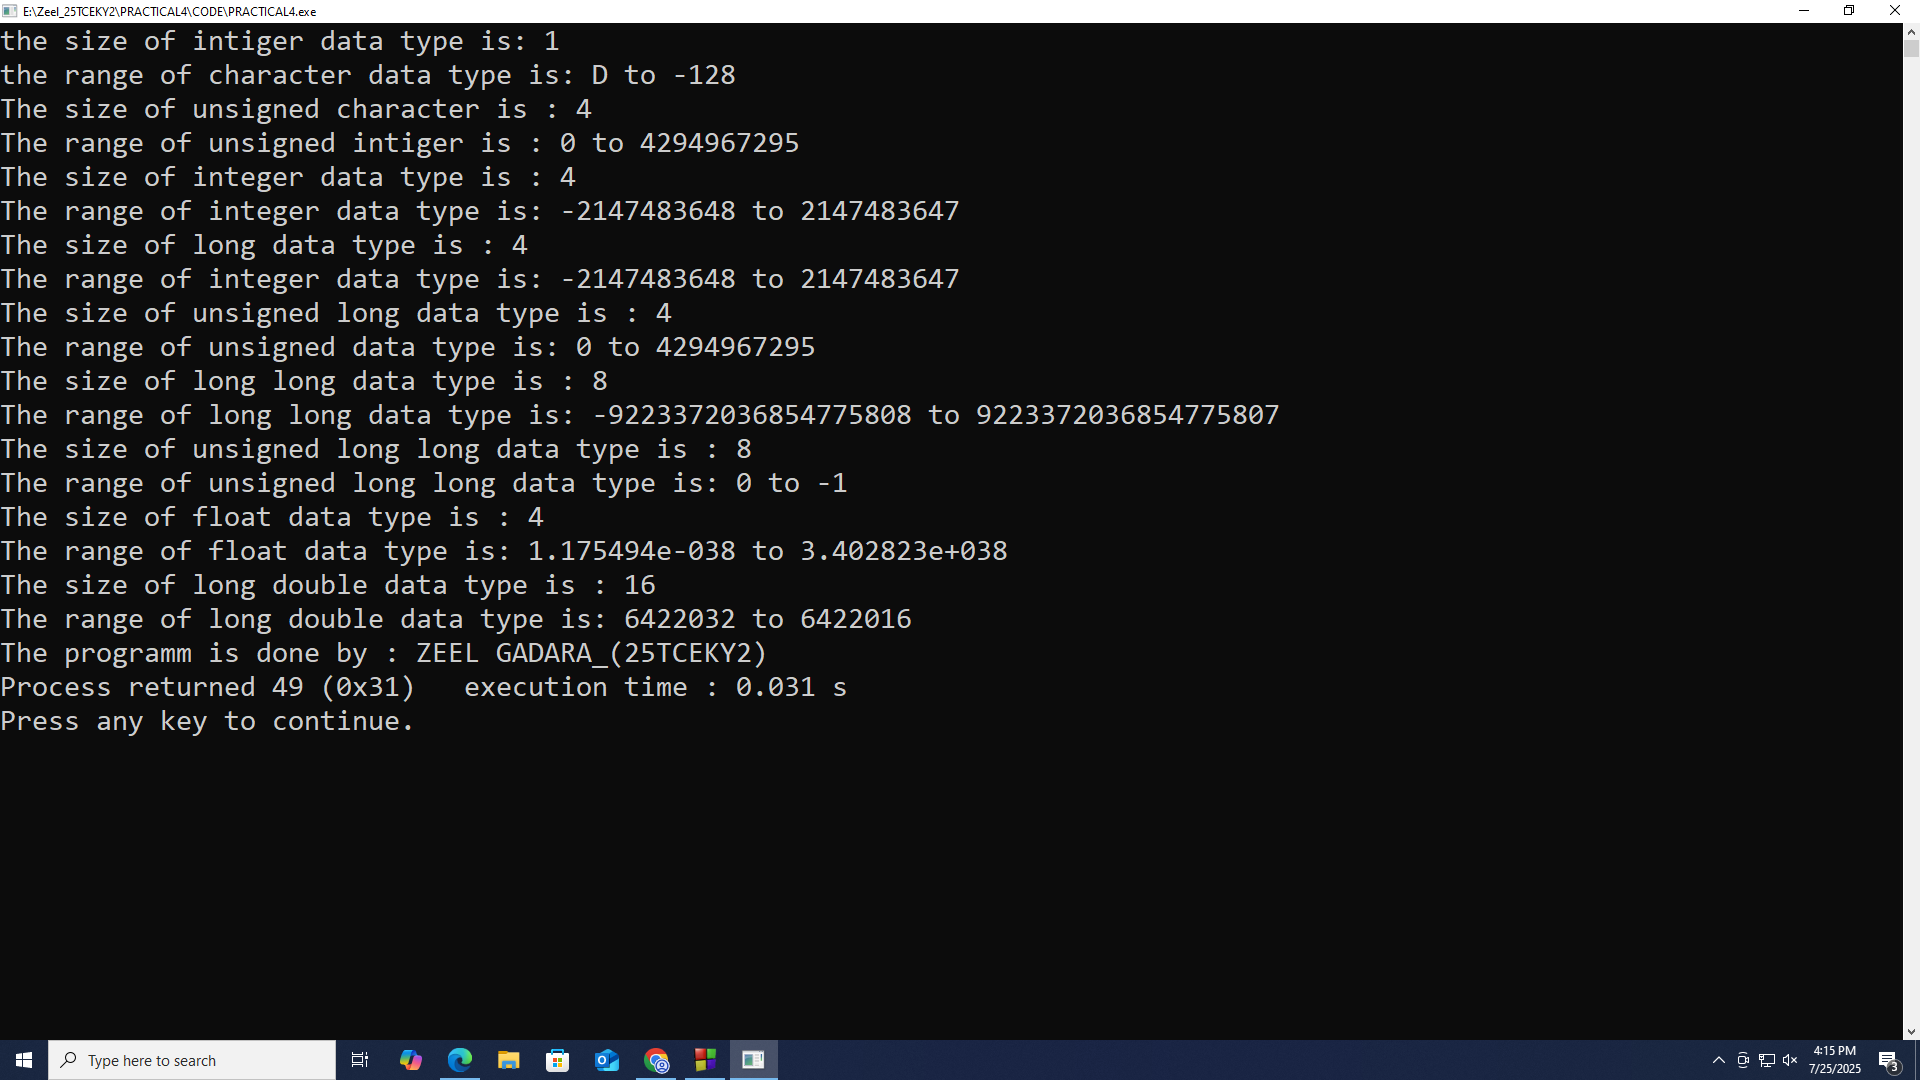 E:\Zeel_25TCEKY2\PRACTICAL4\CODE\PRACTICAL4.exe
the size of intiger data type is: 1
the range of character data type is: D to -128
The size of unsigned character is : 4
The range of unsigned intiger is : 0 to 4294967295
The size of integer data type is : 4
The range of integer data type is: -2147483648 to 2147483647
The size of long data type is : 4
The range of integer data type is: -2147483648 to 2147483647
The size of unsigned long data type is : 4
The range of unsigned data type is: 0 to 4294967295
The size of long long data type is : 8
The range of long long data type is: -9223372036854775808 to 9223372036854775807
The size of unsigned long long data type is : 8
The range of unsigned long long data type is: 0 to -1
The size of float data type is : 4
The range of float data type is: 1.175494e-038 to 3.402823e+038
The size of long double data type is : 16
The range of long double data type is: 6422032 to 6422016
The programm is done by : ZEEL GADARA_(25TCEKY2)
Process returned 49 (0x31)   execution time : 0.031 s
Press any key to continue.
Type here to search
4:15 PM
7/25/2025
3